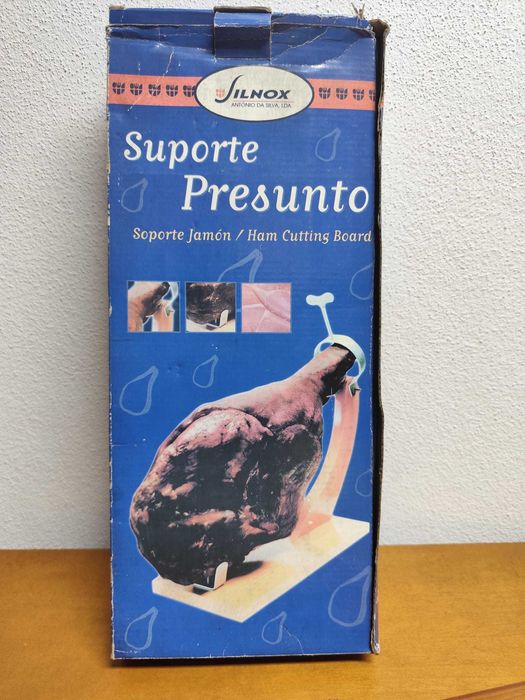 SILNOX
ANTÓNIO DA SILVA, LDA.
Suporte
Presunto
Soporte Jamón / Ham Cutting Board